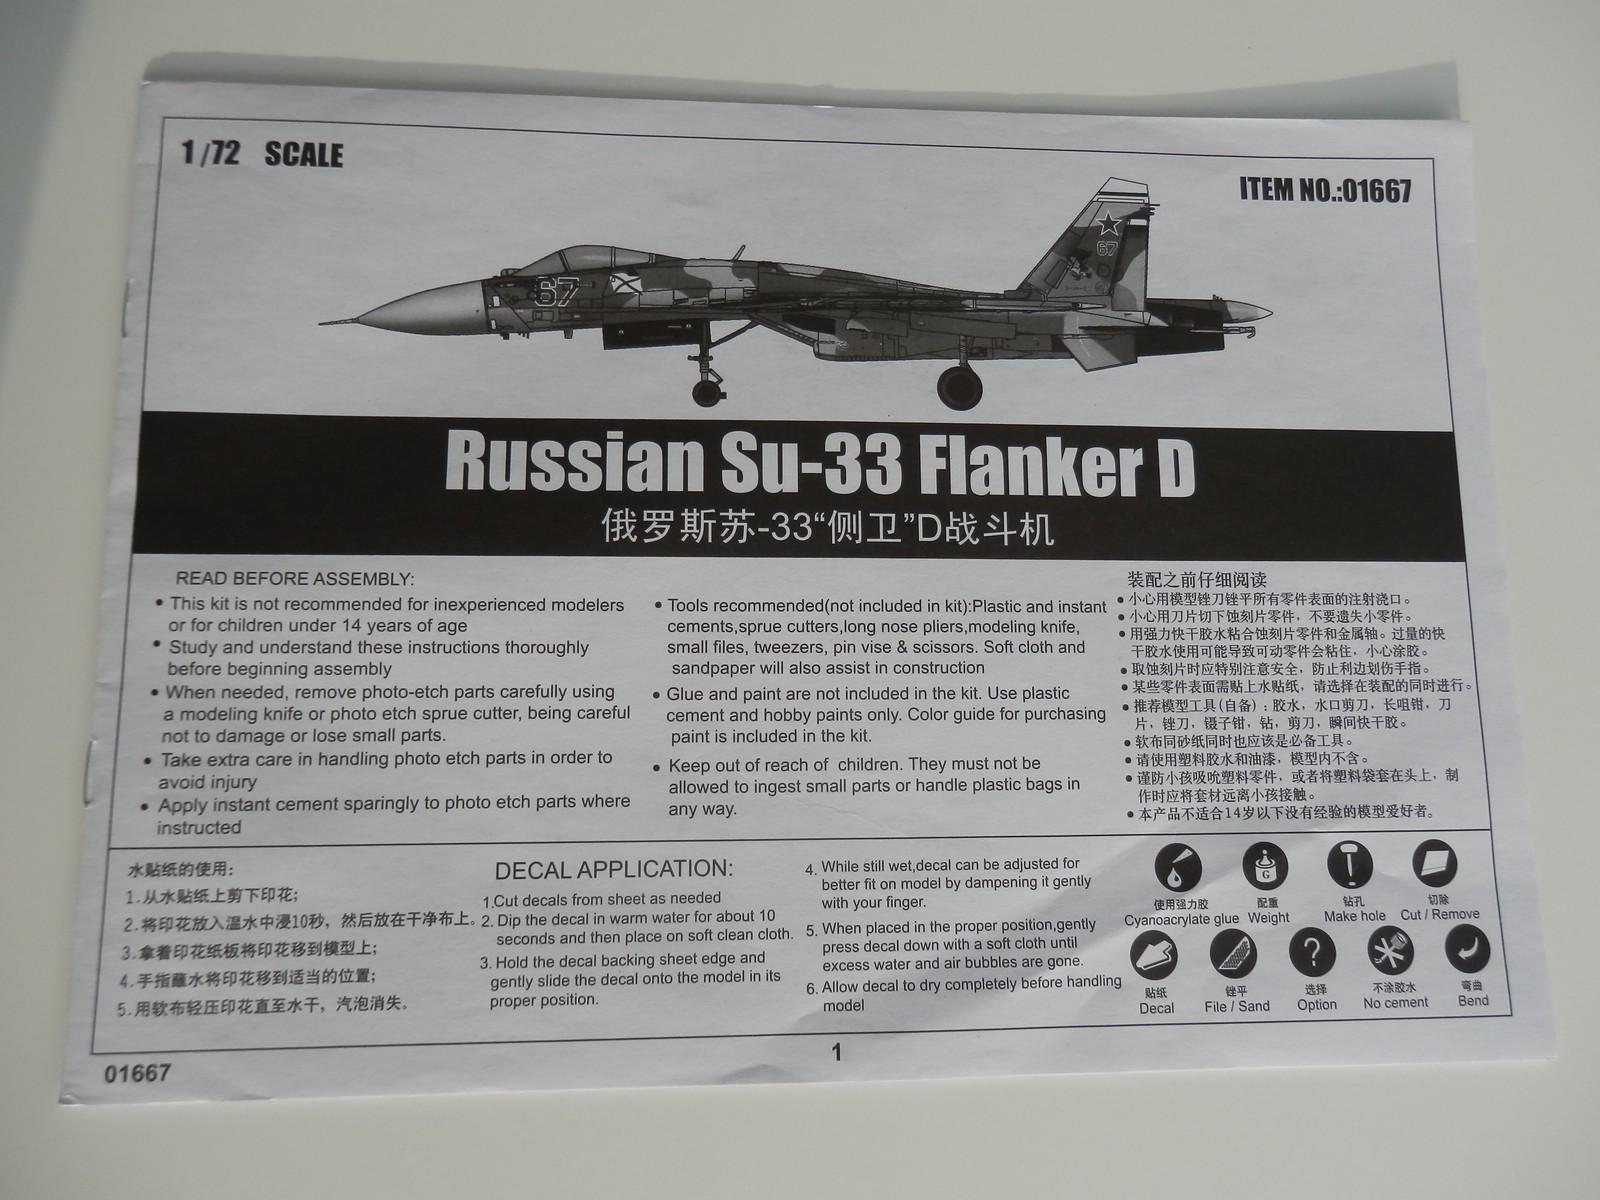 1/72 SCALE
ITEM NO.:01667
67
67
Russian Su-33 Flanker D
俄罗斯苏-33“侧卫”D战斗机
READ BEFORE ASSEMBLY:
• This kit is not recommended for inexperienced modelers
or for children under 14 years of age
• Study and understand these instructions thoroughly
before beginning assembly
• When needed, remove photo-etch parts carefully using
a modeling knife or photo etch sprue cutter, being careful
not to damage or lose small parts.
• Take extra care in handling photo etch parts in order to
avoid injury
• Apply instant cement sparingly to photo etch parts where
instructed
• Tools recommended(not included in kit):Plastic and instant
cements,sprue cutters,long nose pliers,modeling knife,
small files, tweezers, pin vise & scissors. Soft cloth and
sandpaper will also assist in construction
• Glue and paint are not included in the kit. Use plastic
cement and hobby paints only. Color guide for purchasing
paint is included in the kit.
• Keep out of reach of children. They must not be
allowed to ingest small parts or handle plastic bags in
any way.
装配之前仔细阅读
• 小心用模型锉刀锉平所有零件表面的注射浇口。
• 小心用刀片切下蚀刻片零件，不要遗失小零件。
• 用强力快干胶水粘合蚀刻片零件和金属轴。过量的快
干胶水使用可能导致可动零件会粘住，小心涂胶。
• 取蚀刻片时应特别注意安全，防止利边划伤手指。
• 某些零件表面需贴上水贴纸，请选择在装配的同时进行。
• 推荐模型工具(自备)：胶水，水口剪刀，长咀钳，刀
片，锉刀，镊子钳，钻，剪刀，瞬间快干胶。
• 软布同砂纸同时也应该是必备工具。
• 请使用塑料胶水和油漆，模型内不含。
• 谨防小孩吸吮塑料零件，或者将塑料袋套在头上，制
作时应将套材远离小孩接触。
• 本产品不适合14岁以下没有经验的模型爱好者。
水贴纸的使用：
1.从水贴纸上剪下印花；
2.将印花放入温水中浸10秒，然后放在干净布上。
3.拿着印花纸板将印花移到模型上；
4.手指蘸水将印花移到适当的位置；
5.用软布轻压印花直至水干，汽泡消失。
DECAL APPLICATION:
1.Cut decals from sheet as needed
2. Dip the decal in warm water for about 10
seconds and then place on soft clean cloth.
3. Hold the decal backing sheet edge and
gently slide the decal onto the model in its
proper position.
4. While still wet,decal can be adjusted for
better fit on model by dampening it gently
with your finger.
5. When placed in the proper position,gently
press decal down with a soft cloth until
excess water and air bubbles are gone.
6. Allow decal to dry completely before handling
model
G
使用强力胶 配重 钻孔 切除
Cyanoacrylate glue Weight Make hole Cut / Remove
?
贴纸 锉平 选择 不涂胶水 弯曲
Decal File / Sand Option No cement Bend
1
01667